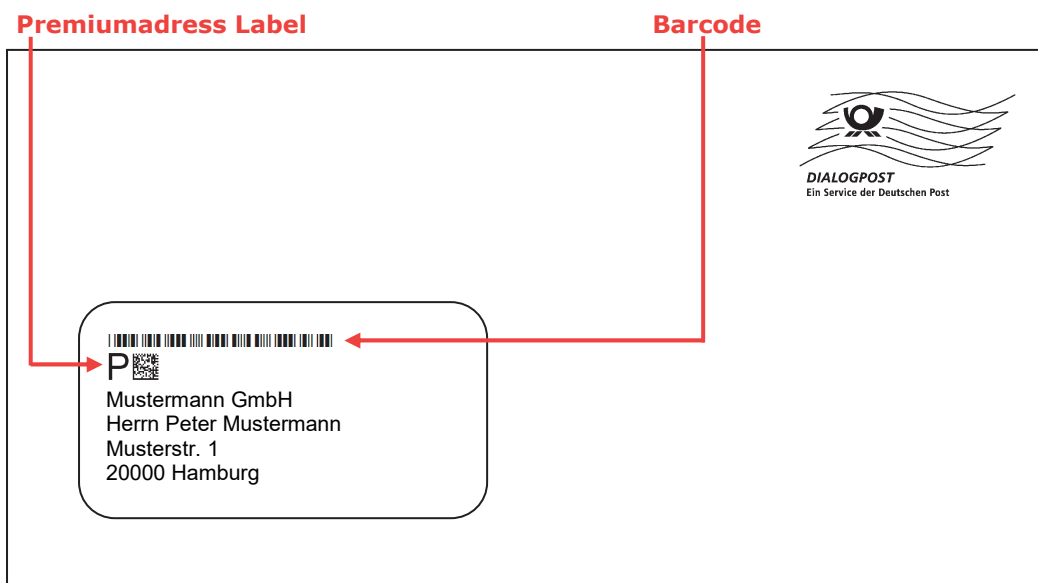 Premiumadress Label
Barcode
DIALOGPOST
Ein Service der Deutschen Post
P
Mustermann GmbH
Herrn Peter Mustermann
Musterstr. 1
20000 Hamburg